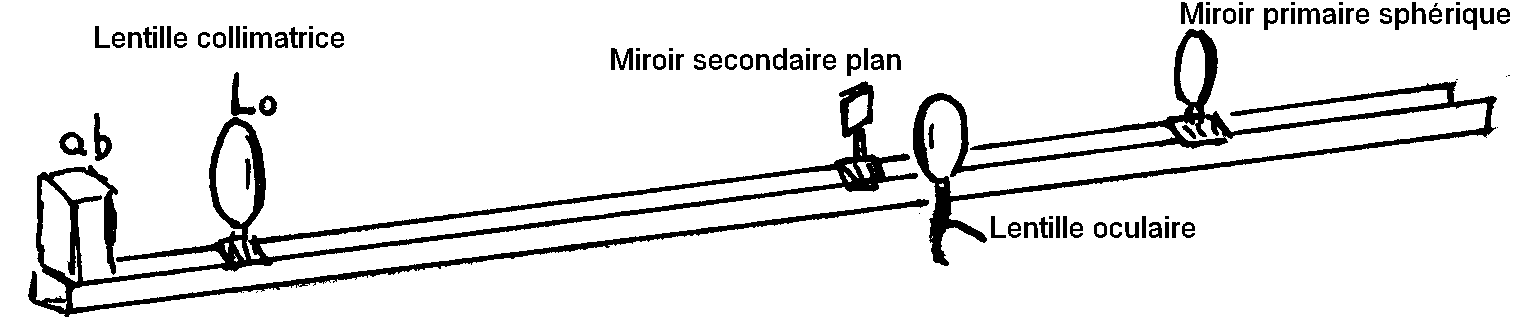 Miroir primaire sphérique
Lentille collimatrice
Miroir secondaire plan
Lo
ab
Lentille oculaire